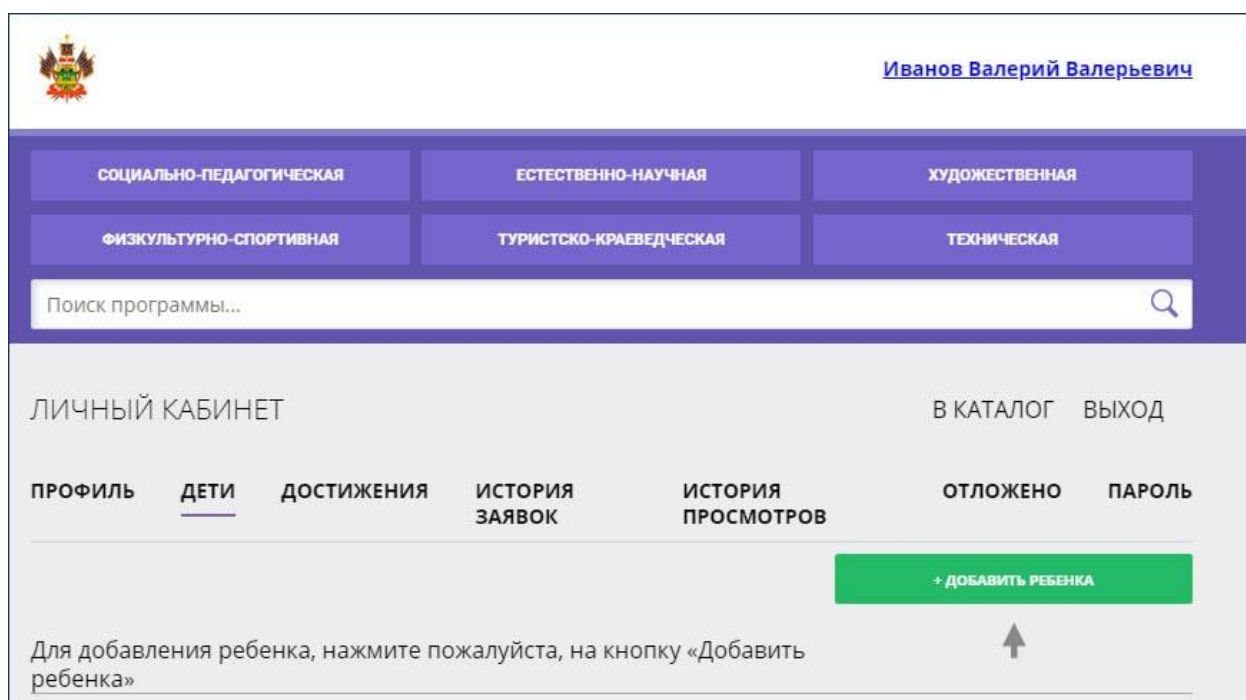 Иванов Валерий Валерьевич
СОЦИАЛЬНО-ПЕДАГОГИЧЕСКАЯ
ЕСТЕСТВЕННО-НАУЧНАЯ
ХУДОЖЕСТВЕННАЯ
ФИЗКУЛЬТУРНО-СПОРТИВНАЯ
ТУРИСТСКО-КРАЕВЕДЧЕСКАЯ
ТЕХНИЧЕСКАЯ
Поиск программы...
ЛИЧНЫЙ КАБИНЕТ
В КАТАЛОГ
ВЫХОД
ПРОФИЛЬ
ДЕТИ
ДОСТИЖЕНИЯ
ИСТОРИЯ
ЗАЯВОК
ИСТОРИЯ
ПРОСМОТРОВ
ОТЛОЖЕНО
ПАРОЛЬ
+ ДОБАВИТЬ РЕБЕНКА
Для добавления ребенка, нажмите пожалуйста, на кнопку «Добавить
ребенка»